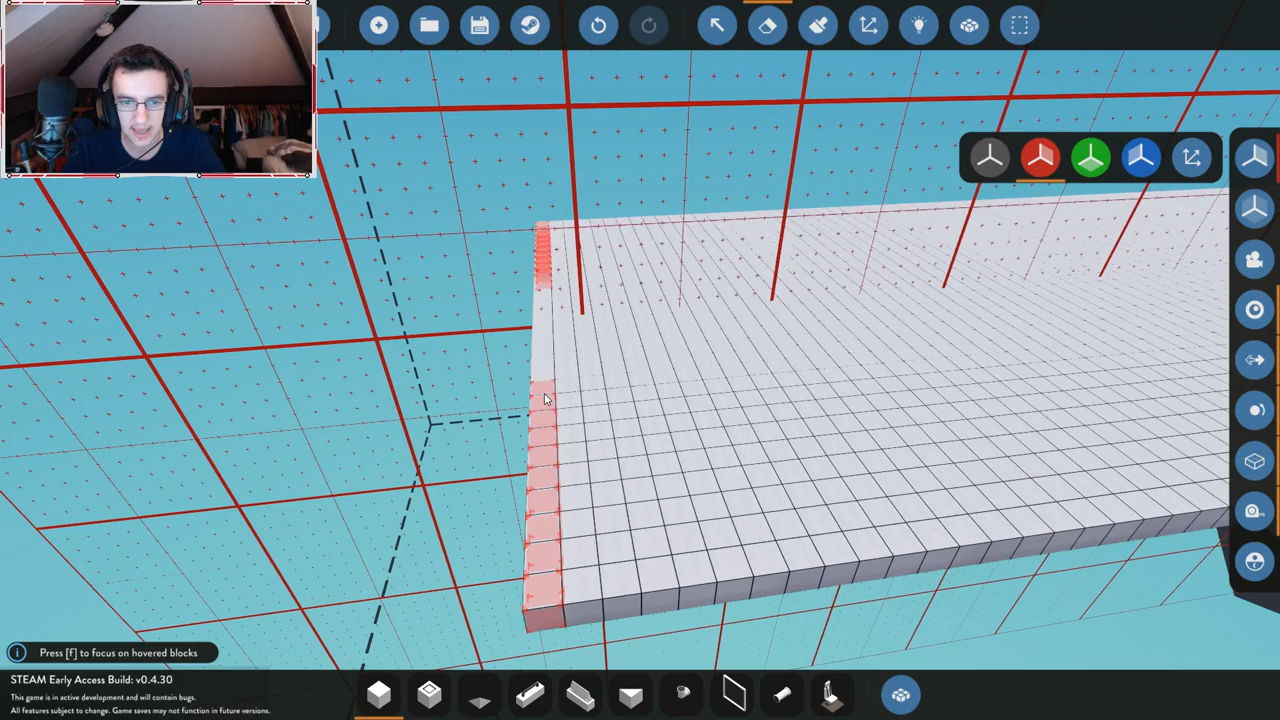 Press [f] to focus on hovered blocks
STEAM Early Access Build: v0.4.30
This game is in active development and will contain bugs.
All features subject to change. Game saves may not function in future versions.